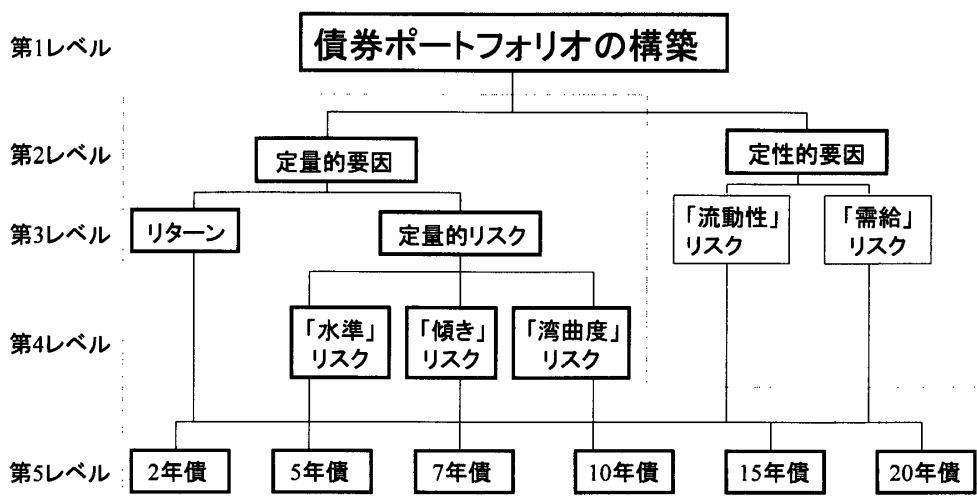 第1レベル
債券ポートフォリオの構築
第2レベル
定量的要因
定性的要因
第3レベル
リターン
定量的リスク
「流動性」
リスク
「需給」
リスク
第4レベル
「水準」
リスク
「傾き」
リスク
「湾曲度」
リスク
第5レベル
2年債
5年債
7年債
10年債
15年債
20年債